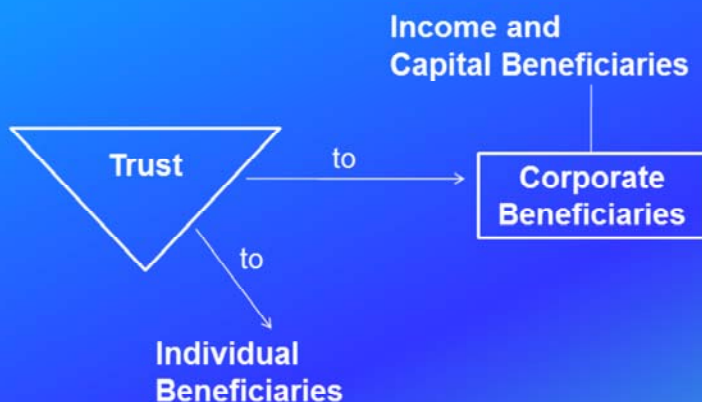 Income and
Capital Beneficiaries
Trust
to
Corporate
Beneficiaries
to
Individual
Beneficiaries